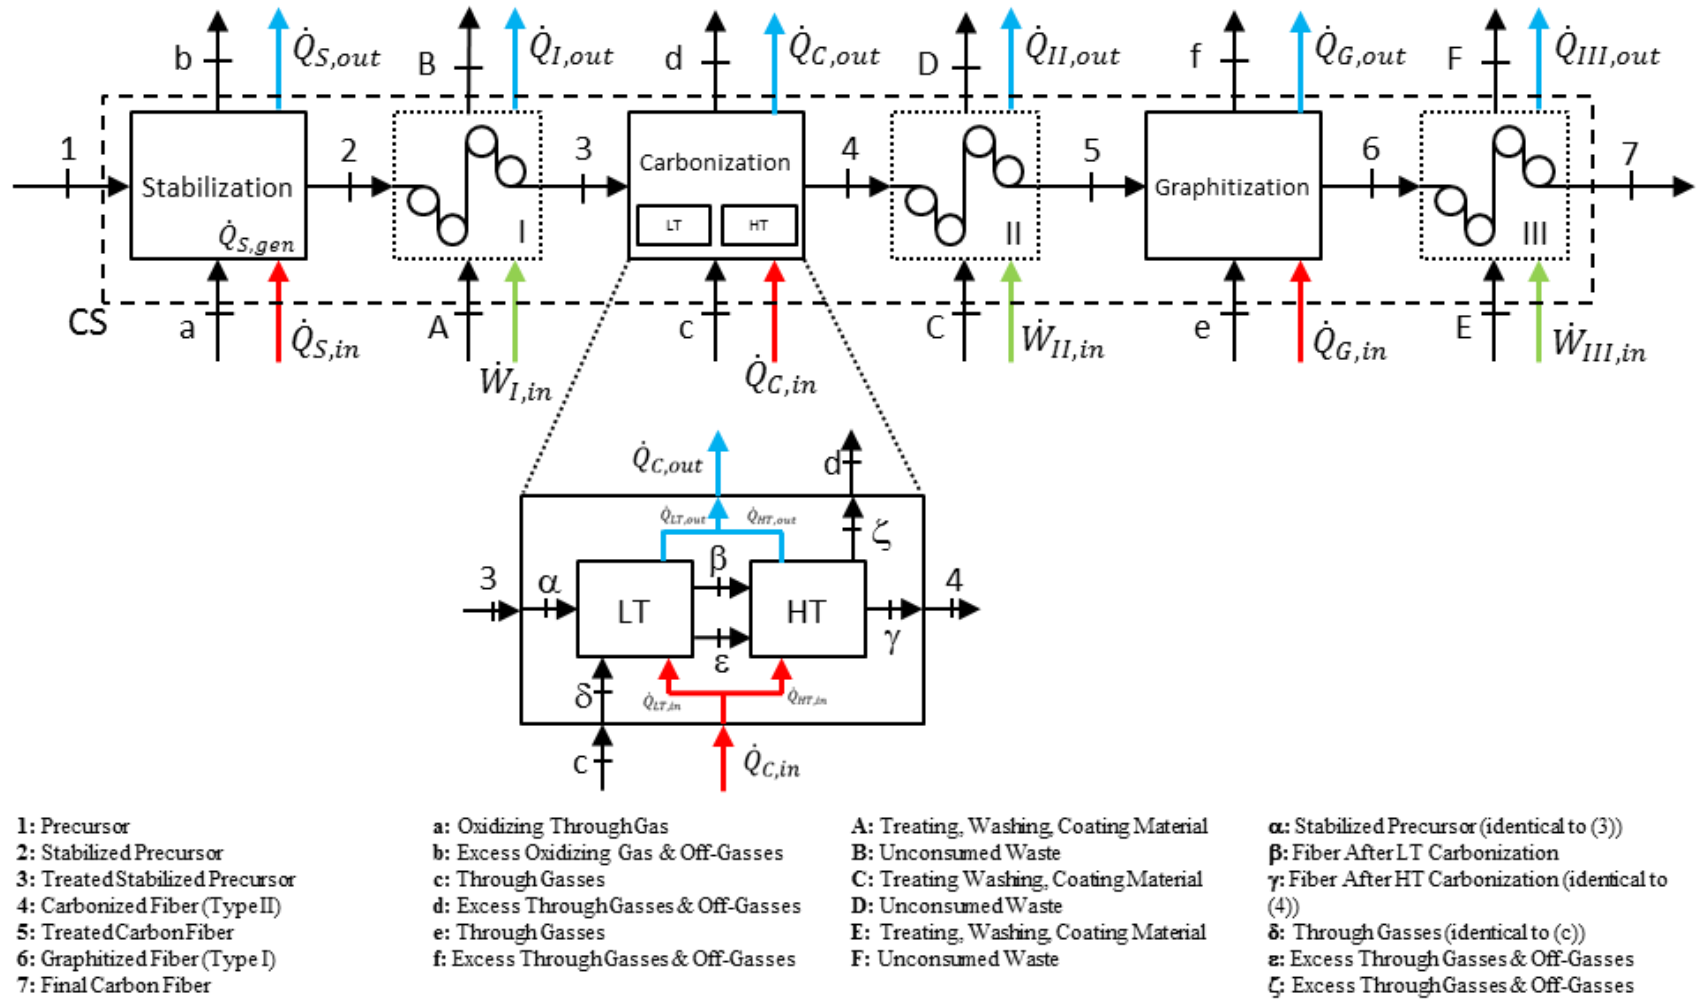 b
Q̇S,out
B
Q̇I,out
d
Q̇C,out
D
Q̇II,out
f
Q̇G,out
F
Q̇III,out
1
Stabilization
Q̇S,gen
2
I
3
Carbonization
LT
HT
4
II
5
Graphitization
6
III
7
CS
a
Q̇S,in
A
ẆI,in
c
Q̇C,in
C
ẆII,in
e
Q̇G,in
E
ẆIII,in
Q̇C,out
d
Q̇LT,out
Q̇HT,out
ζ
3
α
LT
β
ε
HT
γ
4
δ
Q̇LT,in
Q̇HT,in
c
Q̇C,in
1: Precursor
2: Stabilized Precursor
3: Treated Stabilized Precursor
4: Carbonized Fiber (Type II)
5: Treated Carbon Fiber
6: Graphitized Fiber (Type I)
7: Final Carbon Fiber
a: Oxidizing Through Gas
b: Excess Oxidizing Gas & Off-Gasses
c: Through Gasses
d: Excess Through Gasses & Off-Gasses
e: Through Gasses
f: Excess Through Gasses & Off-Gasses
A: Treating, Washing, Coating Material
B: Unconsumed Waste
C: Treating Washing, Coating Material
D: Unconsumed Waste
E: Treating, Washing, Coating Material
F: Unconsumed Waste
α: Stabilized Precursor (identical to (3))
β: Fiber After LT Carbonization
γ: Fiber After HT Carbonization (identical to
(4))
δ: Through Gasses (identical to (c))
ε: Excess Through Gasses & Off-Gasses
ζ: Excess Through Gasses & Off-Gasses